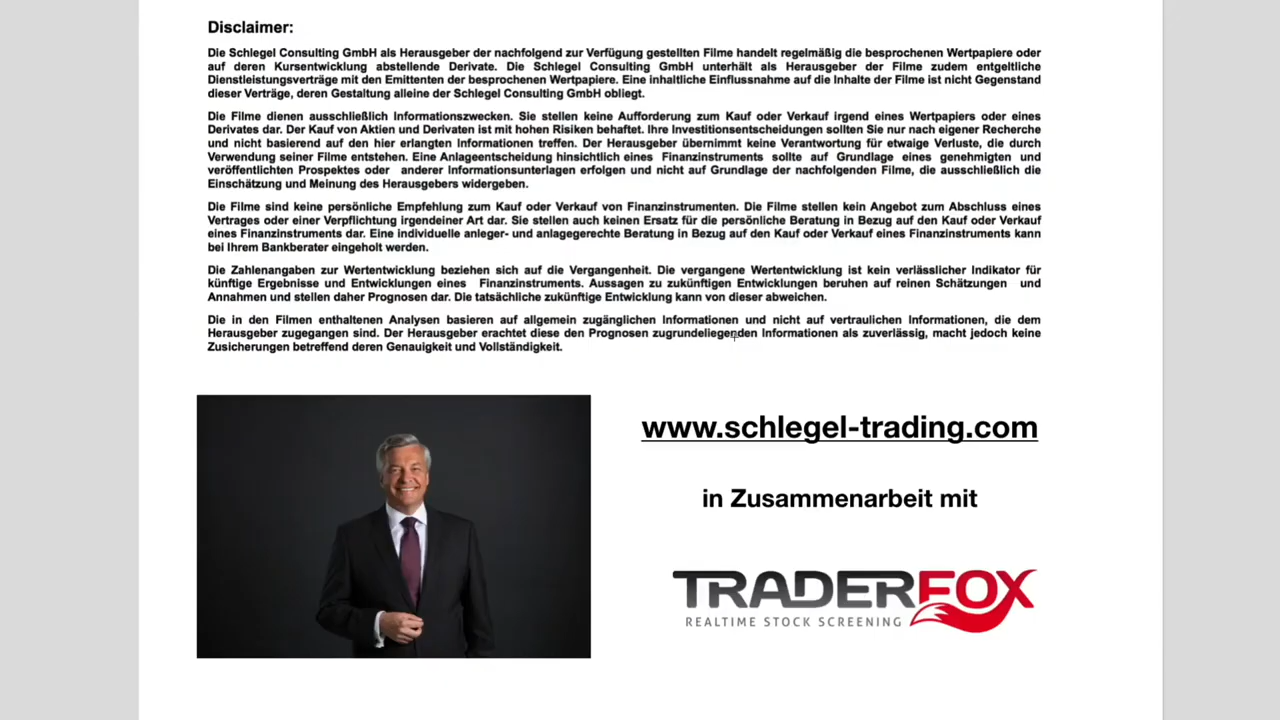 Disclaimer:
Die Schlegel Consulting GmbH als Herausgeber der nachfolgend zur Verfügung gestellten Filme handelt regelmäßig die besprochenen Wertpapiere oder
auf deren Kursentwicklung abstellende Derivate. Die Schlegel Consulting GmbH unterhält als Herausgeber der Filme zudem entgeltliche
Dienstleistungsverträge mit den Emittenten der besprochenen Wertpapiere. Eine inhaltliche Einflussnahme auf die Inhalte der Filme ist nicht Gegenstand
dieser Verträge, deren Gestaltung alleine der Schlegel Consulting GmbH obliegt.
Die Filme dienen ausschließlich Informationszwecken. Sie stellen keine Aufforderung zum Kauf oder Verkauf irgend eines Wertpapiers oder eines
Derivates dar. Der Kauf von Aktien und Derivaten ist mit hohen Risiken behaftet. Ihre Investitionsentscheidungen sollten Sie nur nach eigener Recherche
und nicht basierend auf den hier erlangten Informationen treffen. Der Herausgeber übernimmt keine Verantwortung für etwaige Verluste, die durch
Verwendung seiner Filme entstehen. Eine Anlageentscheidung hinsichtlich eines Finanzinstruments sollte auf Grundlage eines genehmigten und
veröffentlichten Prospektes oder anderer Informationsunterlagen erfolgen und nicht auf Grundlage der nachfolgenden Filme, die ausschließlich die
Einschätzung und Meinung des Herausgebers widergeben.
Die Filme sind keine persönliche Empfehlung zum Kauf oder Verkauf von Finanzinstrumenten. Die Filme stellen kein Angebot zum Abschluss eines
Vertrages oder einer Verpflichtung irgendeiner Art dar. Sie stellen auch keinen Ersatz für die persönliche Beratung in Bezug auf den Kauf oder Verkauf
eines Finanzinstruments dar. Eine individuelle anleger- und anlagegerechte Beratung in Bezug auf den Kauf oder Verkauf eines Finanzinstruments kann
bei Ihrem Bankberater eingeholt werden.
Die Zahlenangaben zur Wertentwicklung beziehen sich auf die Vergangenheit. Die vergangene Wertentwicklung ist kein verlässlicher Indikator für
künftige Ergebnisse und Entwicklungen eines Finanzinstruments. Aussagen zu zukünftigen Entwicklungen beruhen auf reinen Schätzungen und
Annahmen und stellen daher Prognosen dar. Die tatsächliche zukünftige Entwicklung kann von dieser abweichen.
Die in den Filmen enthaltenen Analysen basieren auf allgemein zugänglichen Informationen und nicht auf vertraulichen Informationen, die dem
Herausgeber zugegangen sind. Der Herausgeber erachtet diese den Prognosen zugrundeliegenden Informationen als zuverlässig, macht jedoch keine
Zusicherungen betreffend deren Genauigkeit und Vollständigkeit.
www.schlegel-trading.com
in Zusammenarbeit mit
TRADERFOX
REALTIME STOCK SCREENING